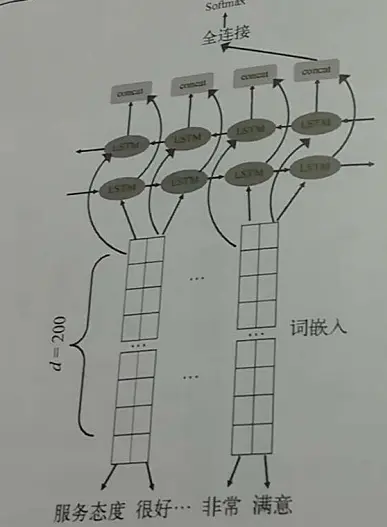 Softmax
全连接
concat concat concat concat
LSTM LSTM LSTM LSTM
LSTM LSTM LSTM LSTM
...
... ...
词嵌入
d = 200
...
服务态度 很好… 非常 满意